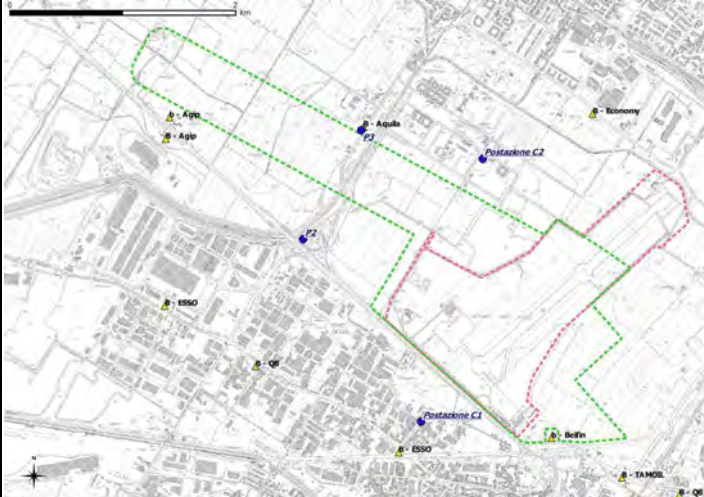 0 2
km
B - Economy
b - Agip
B - Aquila
P3
B - Agip
Postazione C2
P2
B - ESSO
B - Q8
Postazione C1
b - Belfin
B - ESSO
N
B - TAMOIL
B - Q8